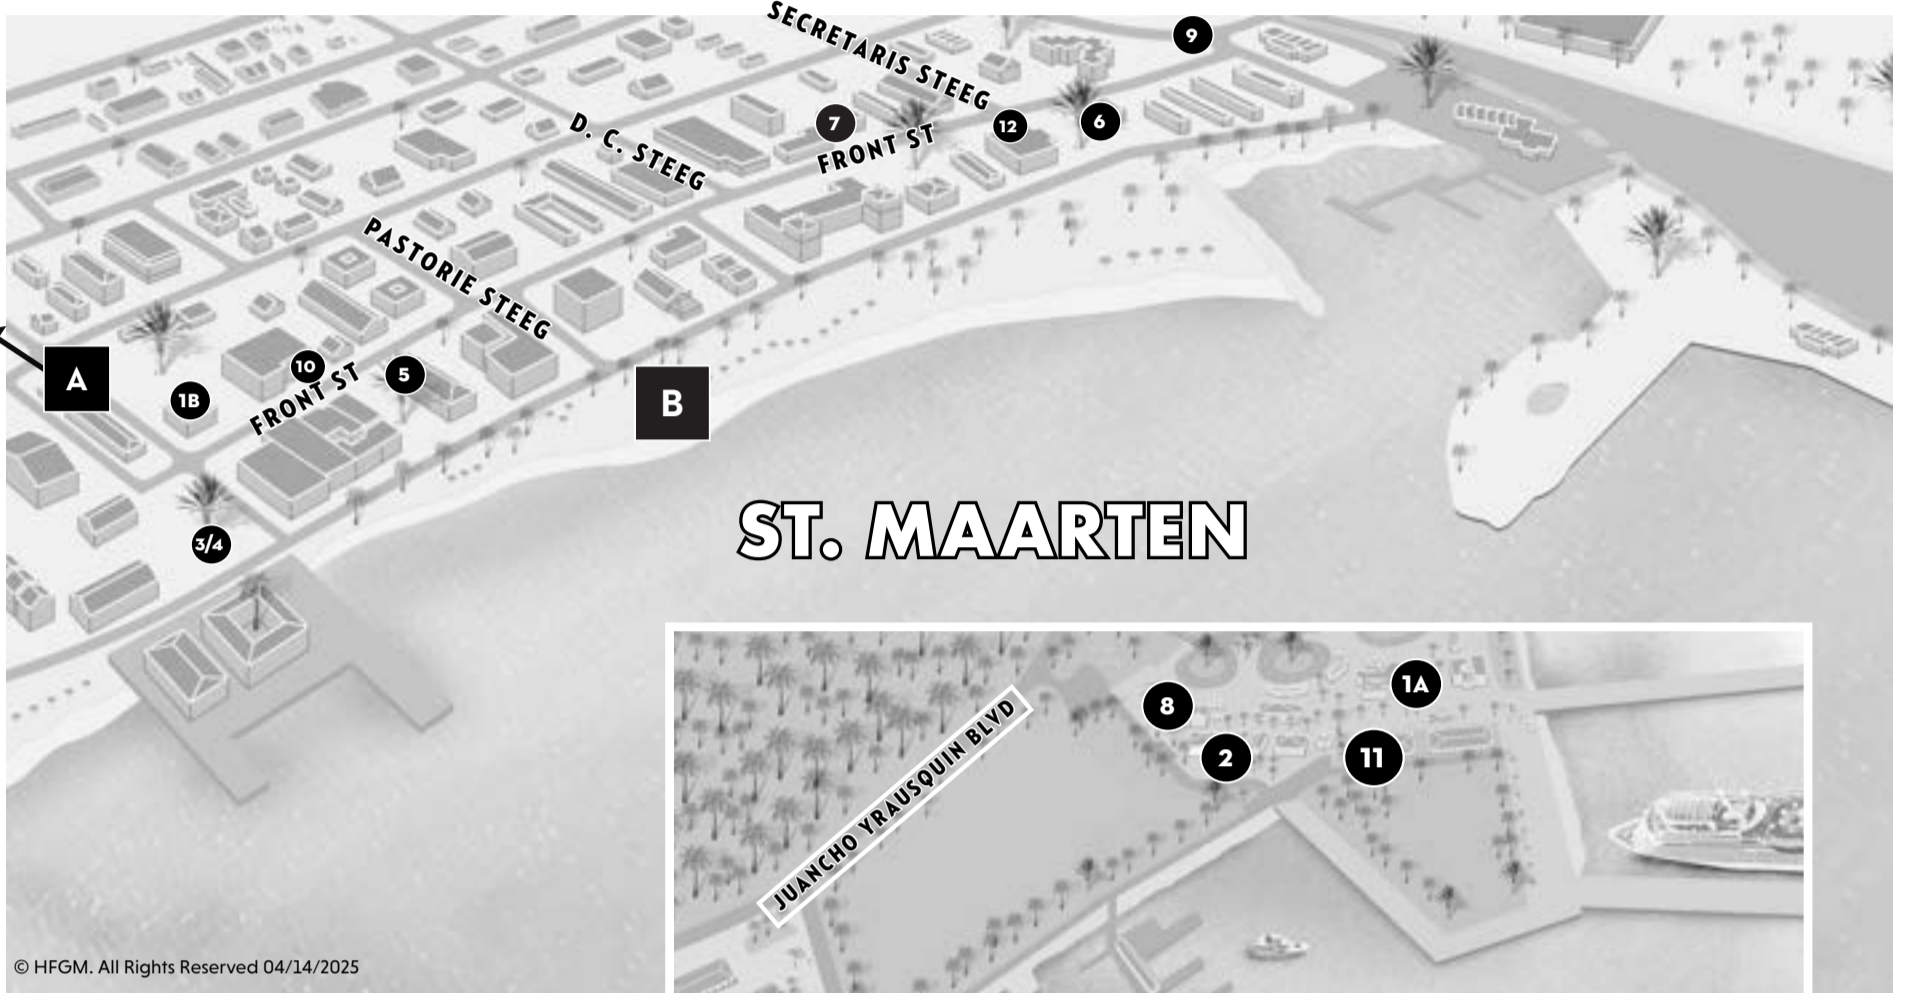 SECRETARIS STEEG
9
D. C. STEEG
7
FRONT ST
12
6
PASTORIE STEEG
A
1B
10
FRONT ST
5
B
3/4
ST. MAARTEN
1A
8
2
11
JUANCHO YRAUSQUIN BLVD
© HFGM. All Rights Reserved 04/14/2025